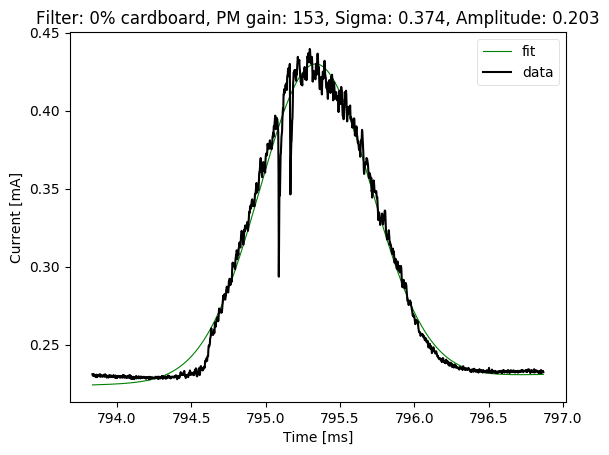 Filter: 0% cardboard, PM gain: 153, Sigma: 0.374, Amplitude: 0.203
fit
data
0.45
0.40
0.35
0.30
0.25
Current [mA]
794.0 794.5 795.0 795.5 796.0 796.5 797.0
Time [ms]